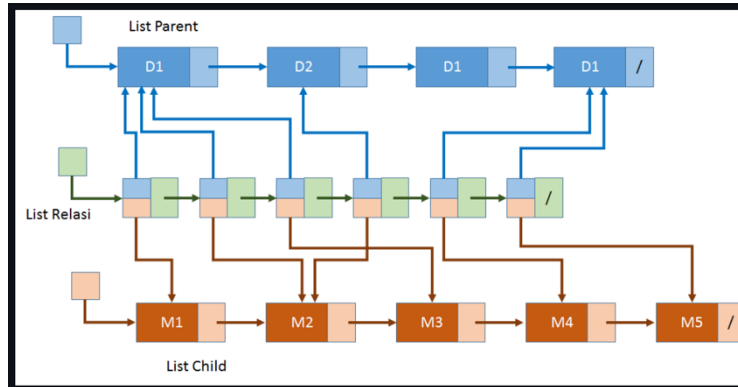 List Parent
D1 D2 D1 D1 /
/
List Relasi
M1 M2 M3 M4 M5 /
List Child